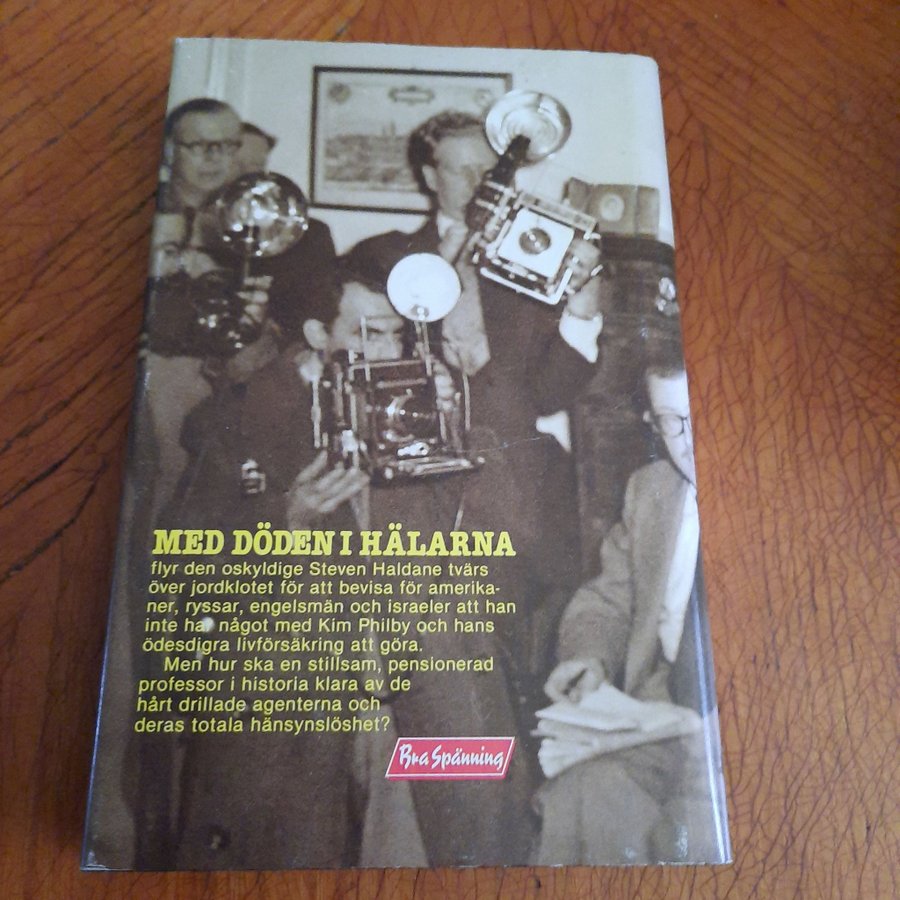 MED DÖDEN I HÄLARNA
flyr den oskyldige Steven Haldane tvärs
över jordklotet för att bevisa för amerika-
ner, ryssar, engelsmän och israeler att han
inte har något med Kim Philby och hans
ödesdigra livförsäkring att göra.
Men hur ska en stillsam, pensionerad
professor i historia klara av de
hårt drillade agenterna och
deras totala hänsynslöshet?
Bra Spänning